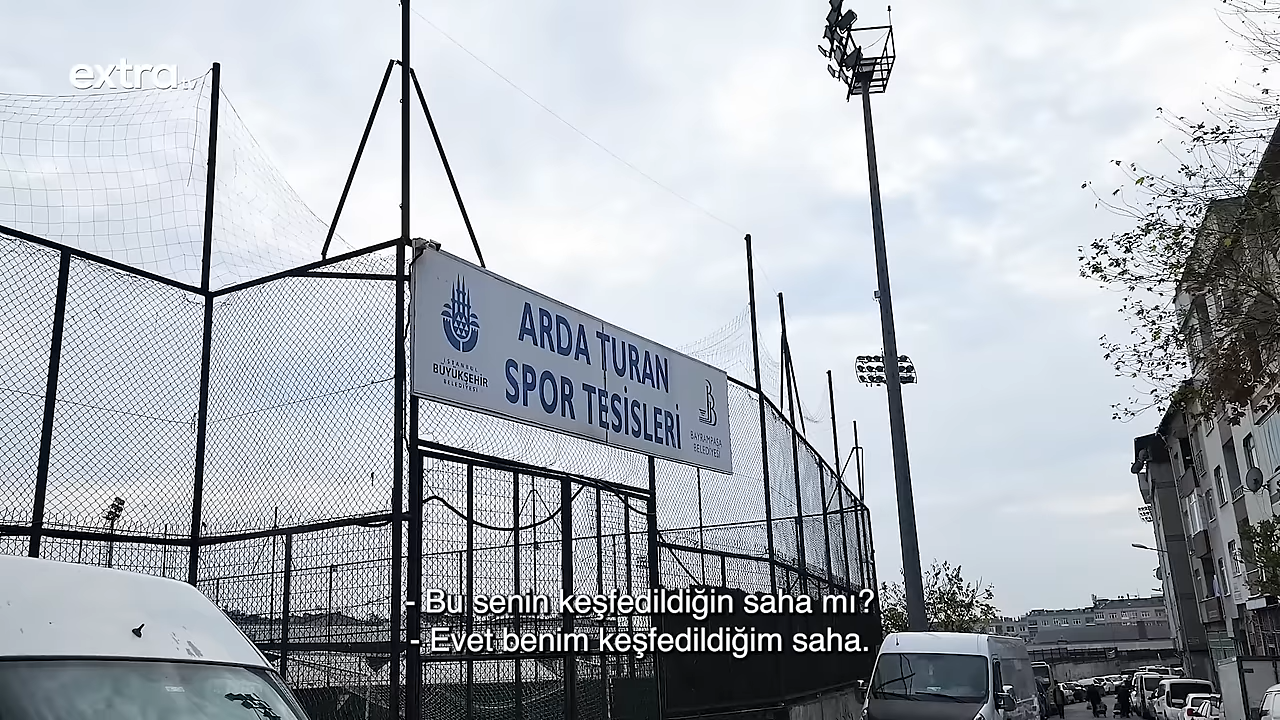 extra tv
ARDA TURAN
SPOR TESİSLERİ
İSTANBUL
BÜYÜKŞEHİR
BELEDİYESİ
BAYRAMPAŞA
BELEDİYESİ
- Bu senin keşfedildiğin saha mı?
- Evet benim keşfedildiğim saha.